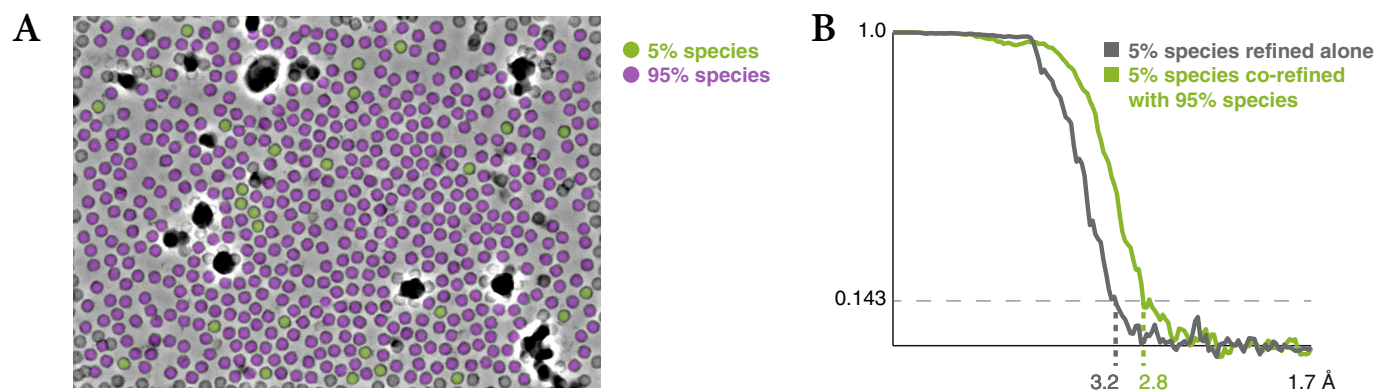 A
5% species
95% species
B
1.0
5% species refined alone
5% species co-refined
with 95% species
0.143
3.2
2.8
1.7 Å